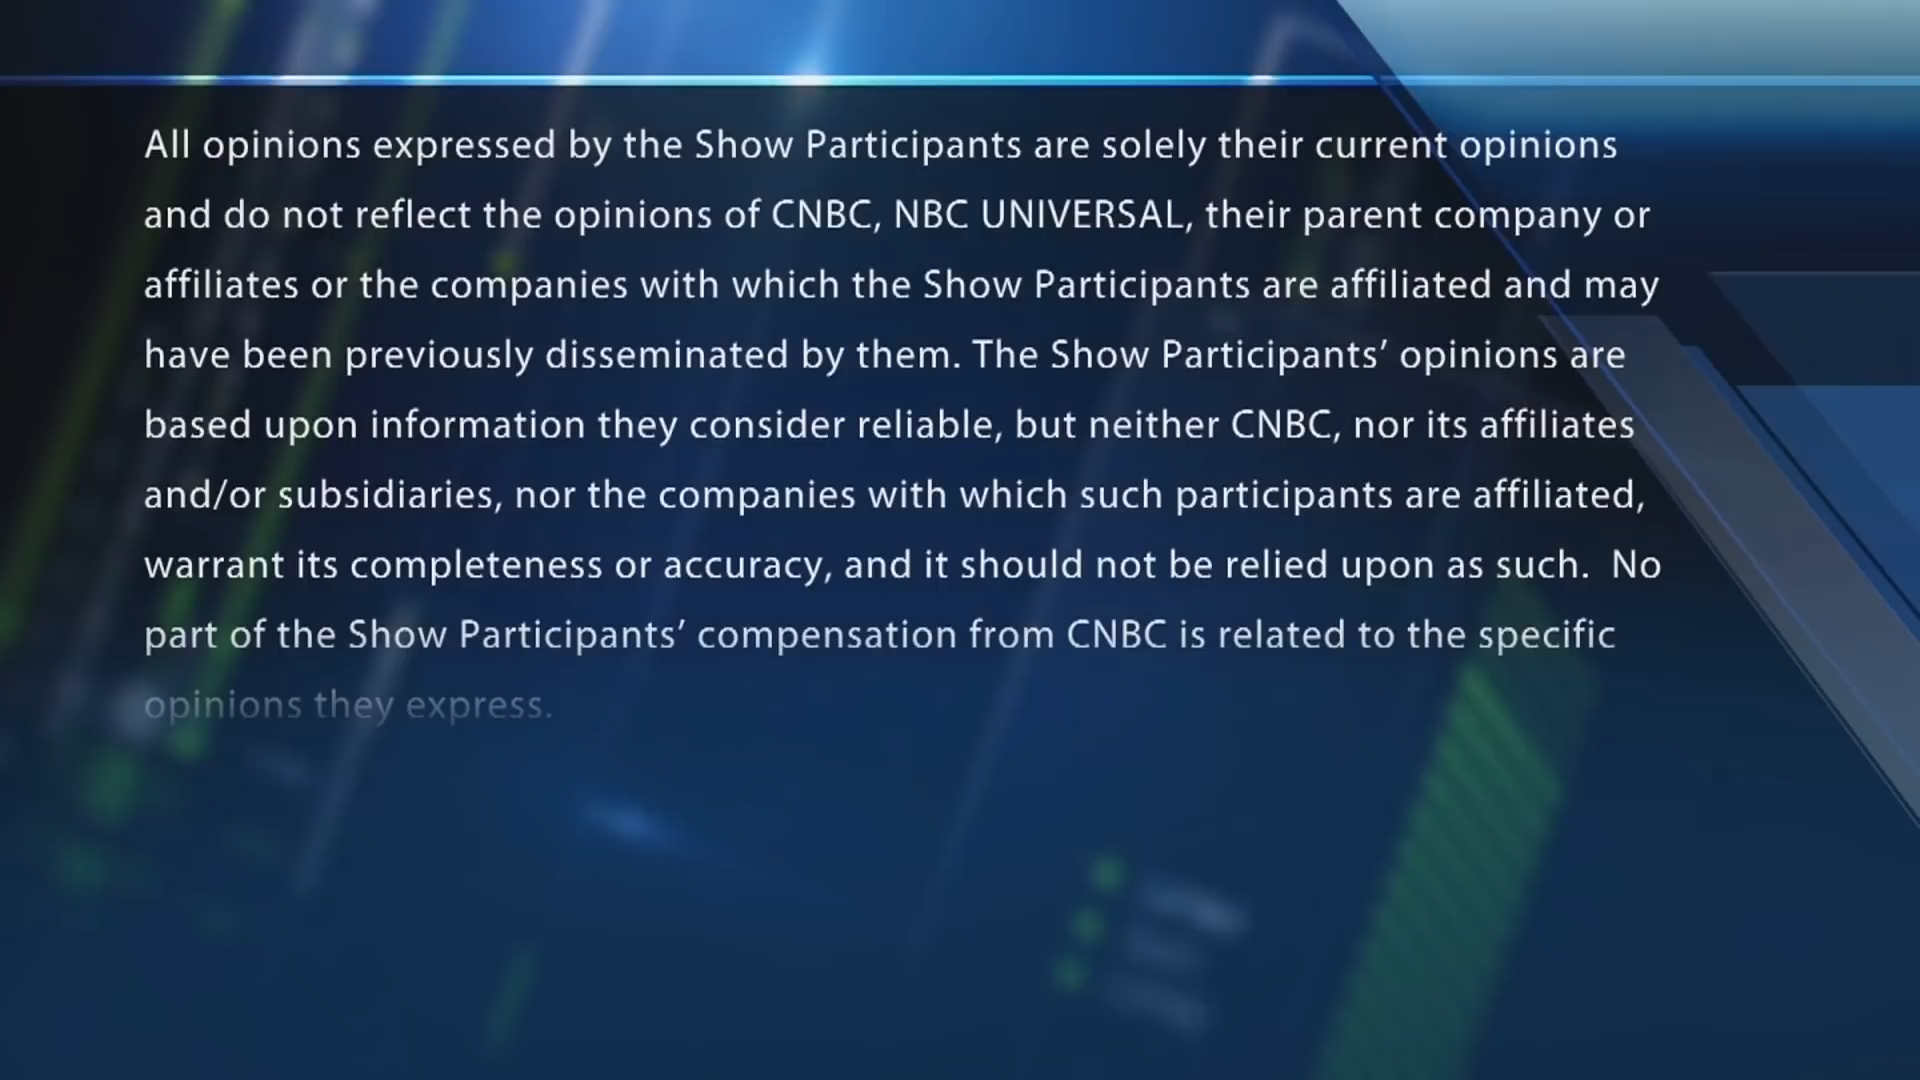 All opinions expressed by the Show Participants are solely their current opinions
and do not reflect the opinions of CNBC, NBC UNIVERSAL, their parent company or
affiliates or the companies with which the Show Participants are affiliated and may
have been previously disseminated by them. The Show Participants’ opinions are
based upon information they consider reliable, but neither CNBC, nor its affiliates
and/or subsidiaries, nor the companies with which such participants are affiliated,
warrant its completeness or accuracy, and it should not be relied upon as such.  No
part of the Show Participants’ compensation from CNBC is related to the specific
opinions they express.